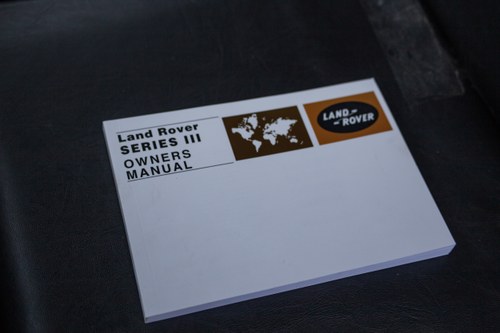 Land Rover
SERIES III
OWNERS
MANUAL
LAND-
-ROVER